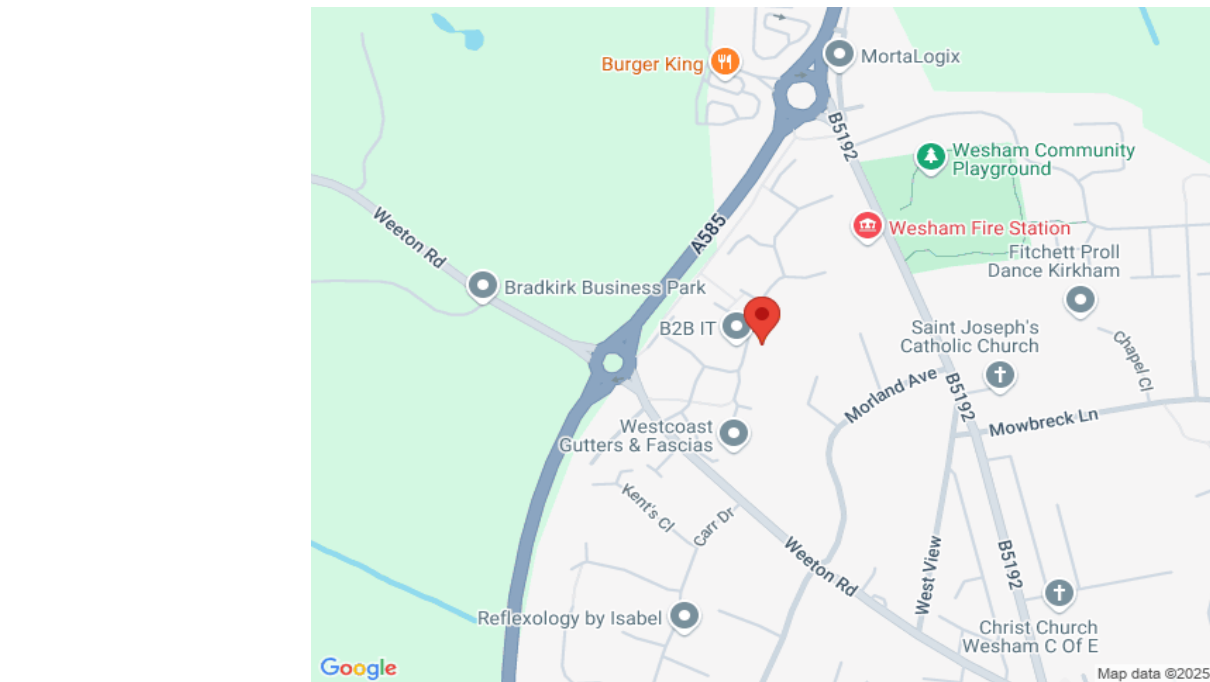 Burger King
MortaLogix
B5192
Wesham Community
Playground
Weeton Rd
A585
Wesham Fire Station
Fitchett Proll
Dance Kirkham
Bradkirk Business Park
B2B IT
Saint Joseph's
Catholic Church
Chapel Cl
Morland Ave
B5192
Mowbreck Ln
Westcoast
Gutters & Fascias
Kent's Cl
Carr Dr
Weeton Rd
West View
B5192
Reflexology by Isabel
Christ Church
Wesham C Of E
Google
Map data ©2025